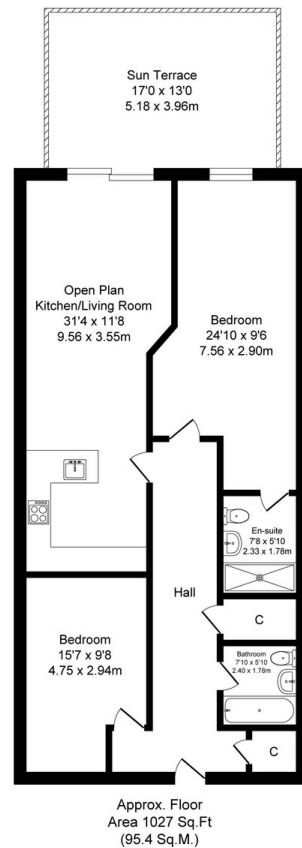 Sun Terrace
17'0 x 13'0
5.18 x 3.96m
Open Plan
Kitchen/Living Room
31'4 x 11'8
9.56 x 3.55m
Bedroom
24'10 x 9'6
7.56 x 2.90m
En-suite
7'8 x 5'10
2.33 x 1.78m
Hall
C
Bedroom
15'7 x 9'8
4.75 x 2.94m
Bathroom
7'10 x 5'10
2.40 x 1.78m
C
Approx. Floor
Area 1027 Sq.Ft
(95.4 Sq.M.)